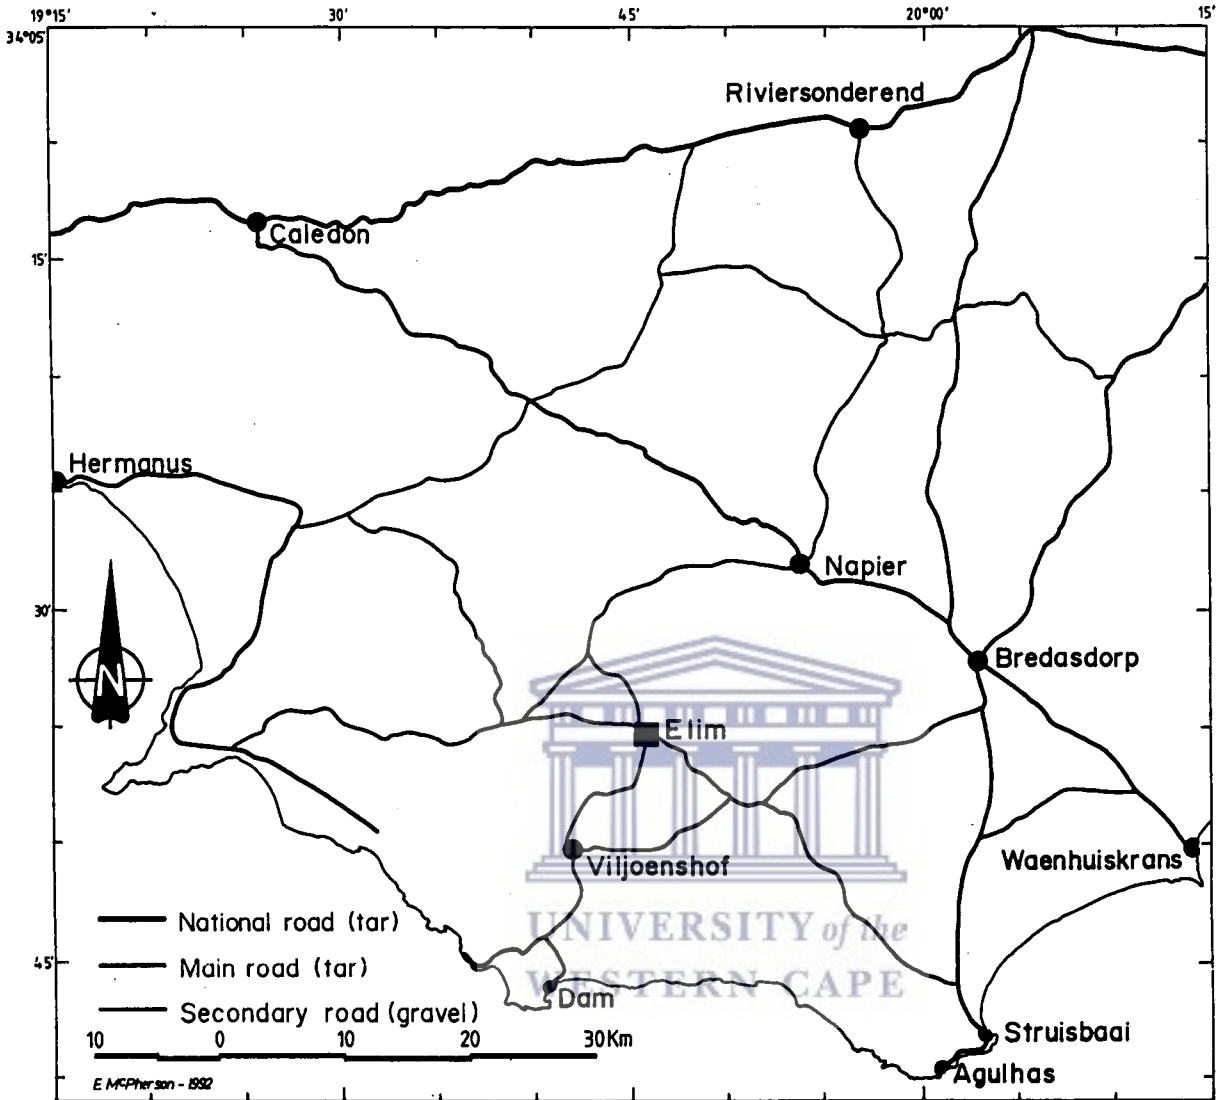 19°15' 30' 45' 20°00' 15'
34°05'
Riviersonderend
Caledon
15'
Hermanus
Napier
30'
N
Bredasdorp
Elim
Waenhuiskrans
Viljoenshof
National road (tar)
UNIVERSITY of the
45'
Main road (tar)
WESTERN CAPE
Dam
Secondary road (gravel)
Struisbaai
10 0 10 20 30 Km
Agulhas
E McPherson - 1992